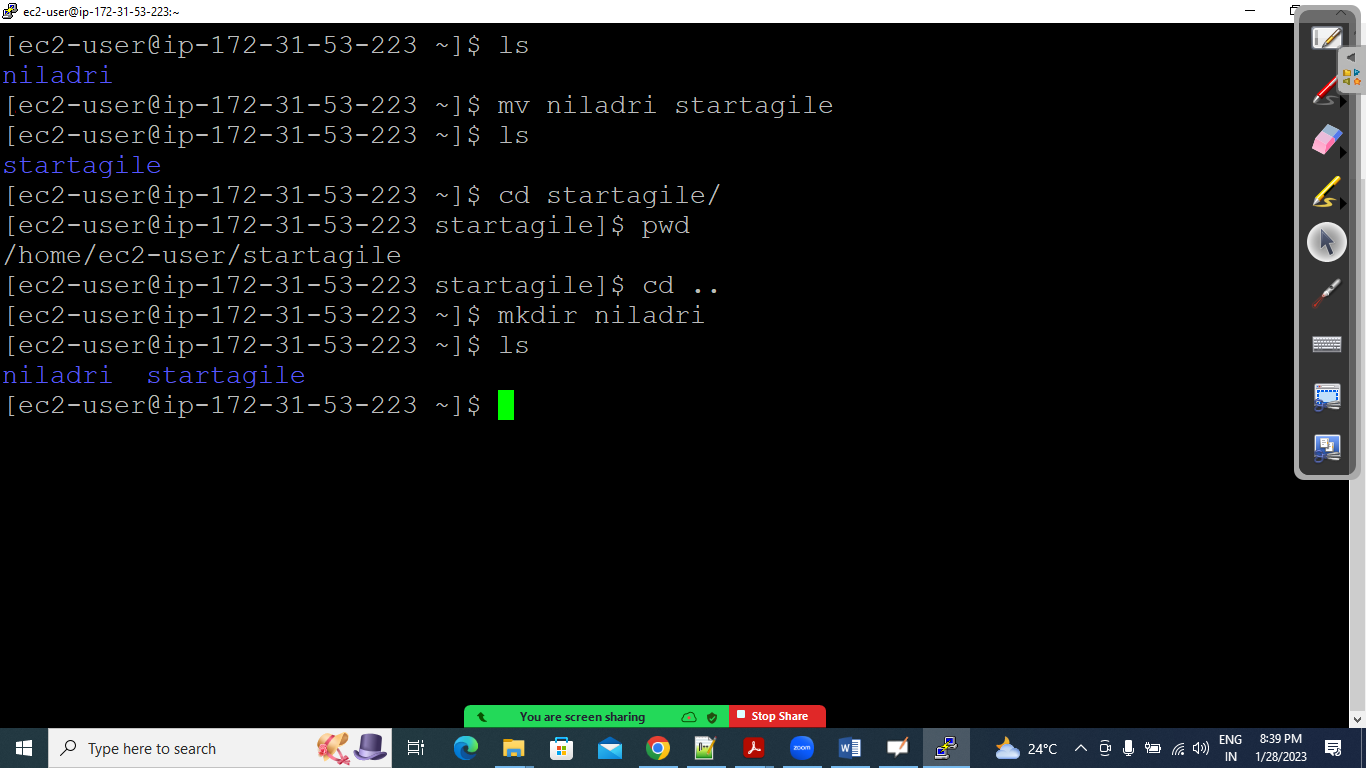 ec2-user@ip-172-31-53-223:~
[ec2-user@ip-172-31-53-223 ~]$ ls
niladri
[ec2-user@ip-172-31-53-223 ~]$ mv niladri startagile
[ec2-user@ip-172-31-53-223 ~]$ ls
startagile
[ec2-user@ip-172-31-53-223 ~]$ cd startagile/
[ec2-user@ip-172-31-53-223 startagile]$ pwd
/home/ec2-user/startagile
[ec2-user@ip-172-31-53-223 startagile]$ cd ..
[ec2-user@ip-172-31-53-223 ~]$ mkdir niladri
[ec2-user@ip-172-31-53-223 ~]$ ls
niladri  startagile
[ec2-user@ip-172-31-53-223 ~]$
You are screen sharing
Stop Share
Type here to search
zoom
24°C
ENG
IN
8:39 PM
1/28/2023